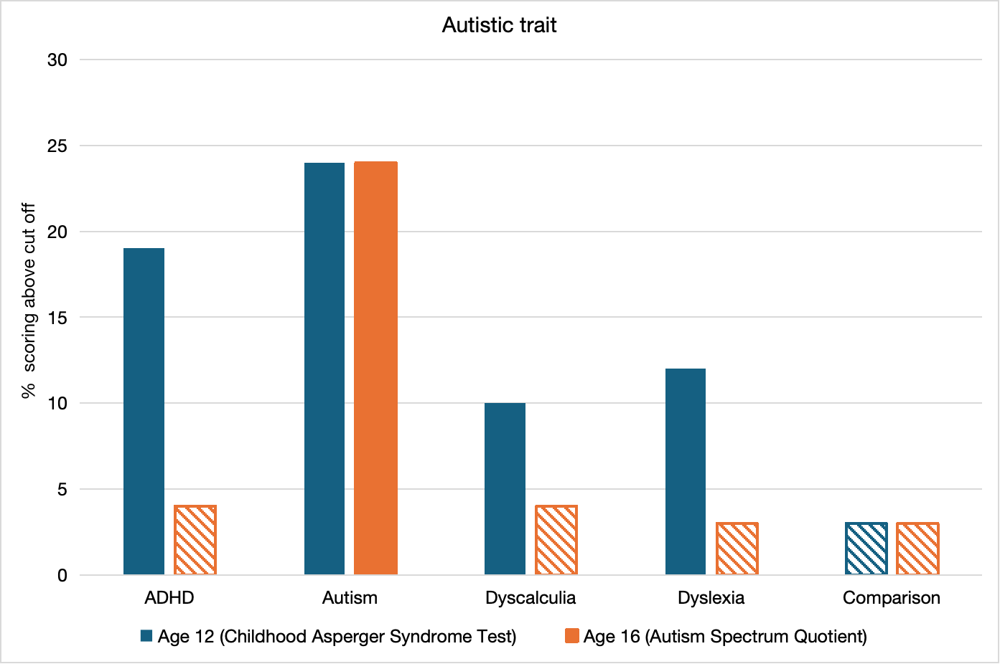 Autistic trait
30
25
20
15
10
5
0
%  scoring above cut off
ADHD
Autism
Dyscalculia
Dyslexia
Comparison
Age 12 (Childhood Asperger Syndrome Test)
Age 16 (Autism Spectrum Quotient)